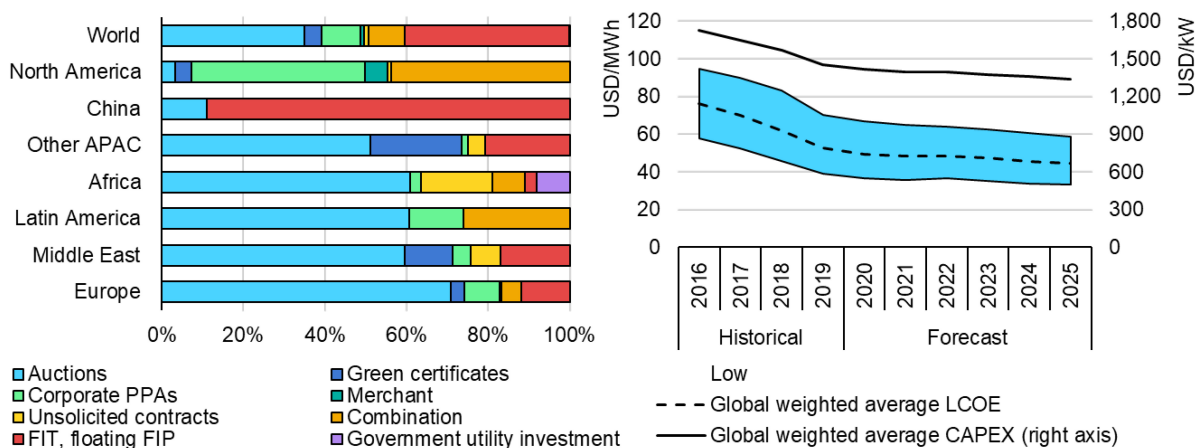 World
North America
China
Other APAC
Africa
Latin America
Middle East
Europe
0% 20% 40% 60% 80% 100%
Auctions
Green certificates
Corporate PPAs
Merchant
Unsolicited contracts
Combination
FIT, floating FIP
Government utility investment
USD/MWh
120
100
80
60
40
20
0
USD/kW
1,800
1,500
1,200
900
600
300
0
2016 2017 2018 2019 2020 2021 2022 2023 2024 2025
Historical Forecast
Low
Global weighted average LCOE
Global weighted average CAPEX (right axis)